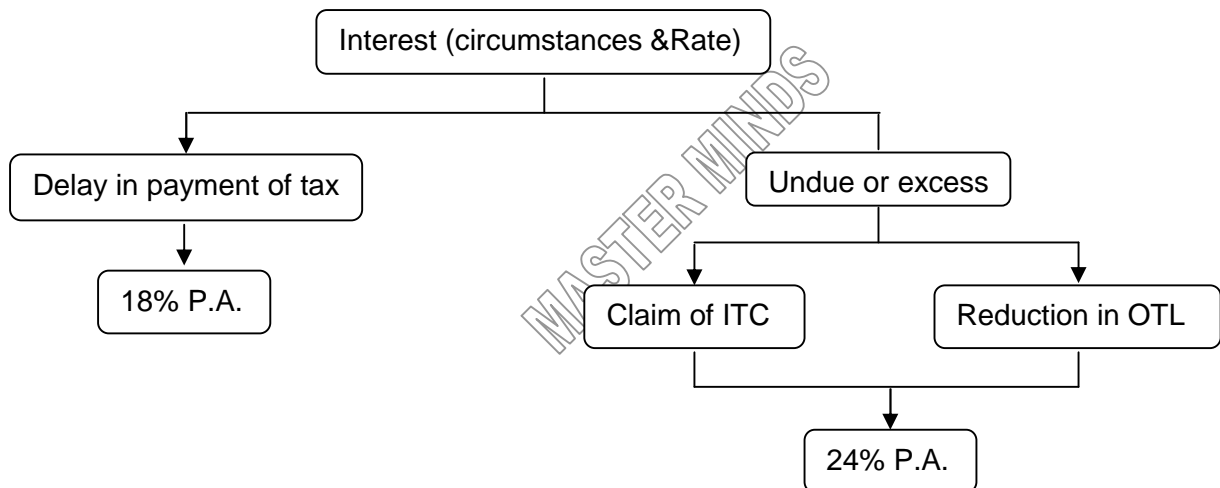 Interest (circumstances &Rate)
Delay in payment of tax
Undue or excess
18% P.A.
Claim of ITC
Reduction in OTL
24% P.A.
MASTER MINDS